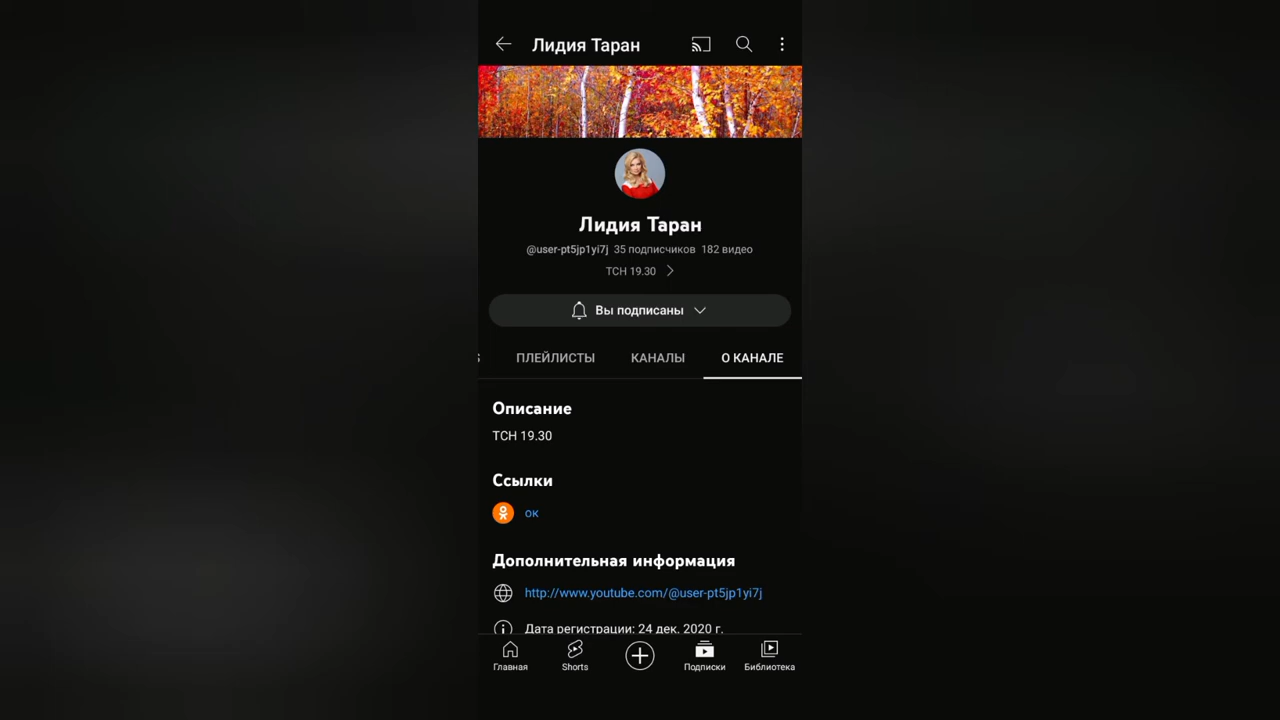 Лидия Таран
Лидия Таран
@user-pt5jp1yi7j 35 подписчиков 182 видео
ТСН 19.30
Вы подписаны
S ПЛЕЙЛИСТЫ КАНАЛЫ О КАНАЛЕ
Описание
ТСН 19.30
Ссылки
ок
Дополнительная информация
http://www.youtube.com/@user-pt5jp1yi7j
Дата регистрации: 24 дек. 2020 г.
Главная Shorts Подписки Библиотека